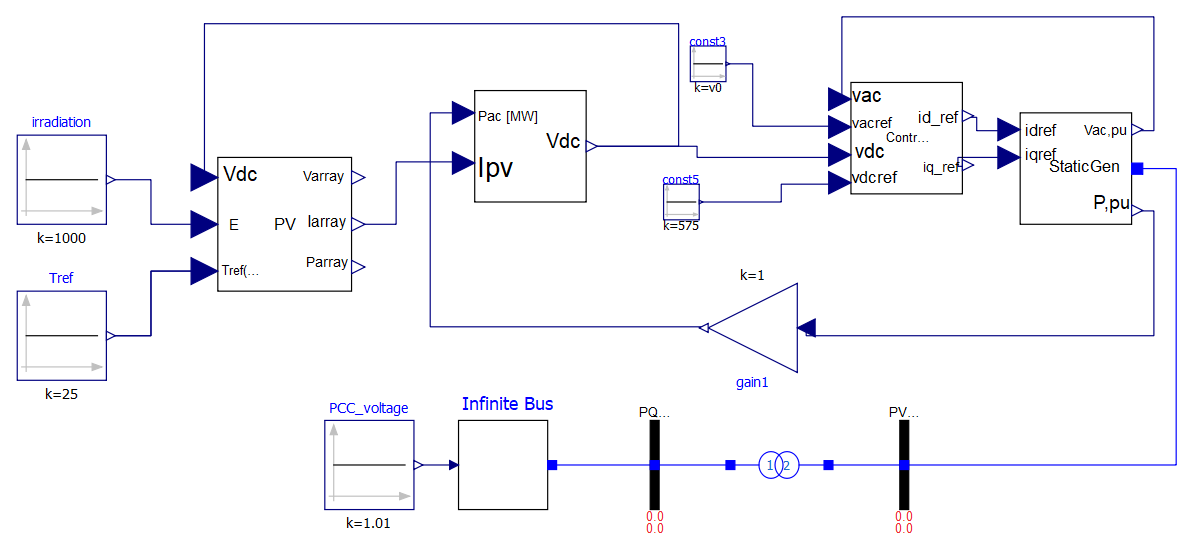 const3
k=v0
irradiation
k=1000
Tref
k=25
Vdc
E
Tref(...
PV
Varray
Iarray
Parray
Pac [MW]
Ipv
Vdc
const5
k=575
vac
vacref
vdc
vdcref
Contr...
id_ref
iq_ref
idref
iqref
Vac,pu
StaticGen
P,pu
k=1
gain1
PCC_voltage
k=1.01
Infinite Bus
PQ...
0.0
0.0
1 2
PV...
0.0
0.0